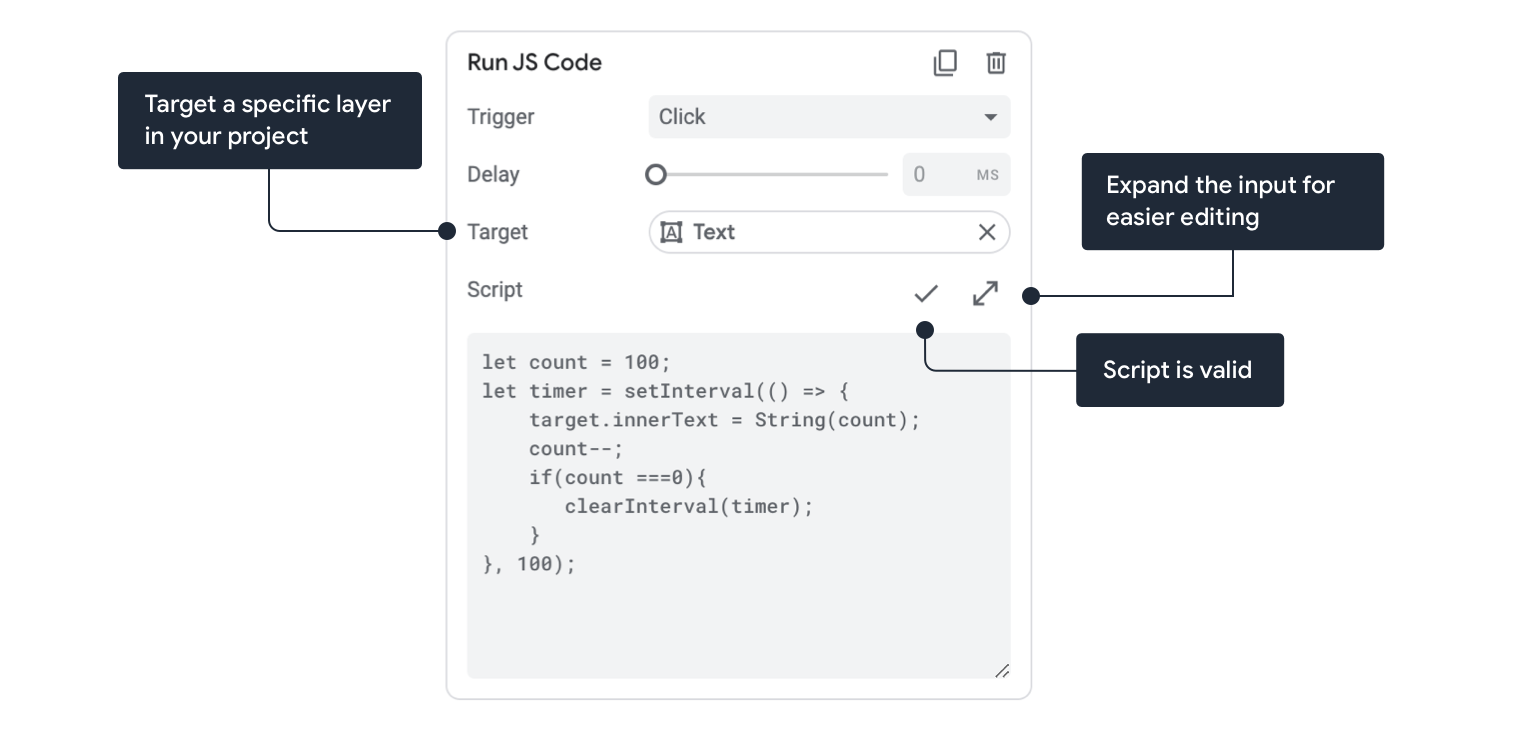 Run JS Code
Target a specific layer
in your project
Trigger
Click
Delay
0
MS
Target
Text
Expand the input for
easier editing
Script
Script is valid
let count = 100;
let timer = setInterval(() => {
    target.innerText = String(count);
    count--;
    if(count ===0){
       clearInterval(timer);
    }
}, 100);